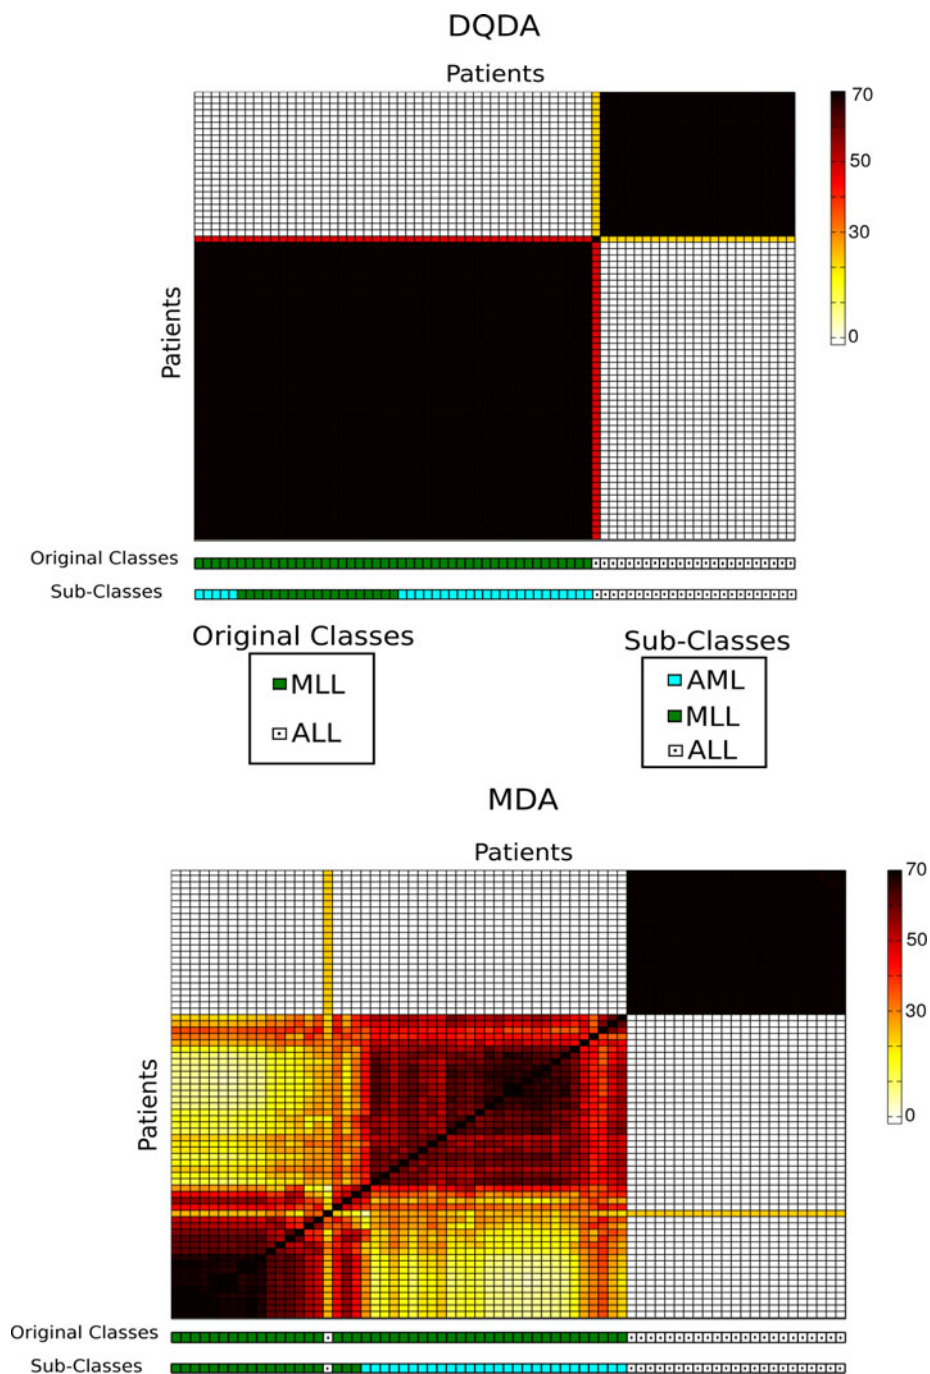 DQDA
Patients
70
50
30
0
Patients
Original Classes
Sub-Classes
Original Classes
MLL
ALL
Sub-Classes
AML
MLL
ALL
MDA
Patients
70
50
30
0
Patients
Original Classes
Sub-Classes